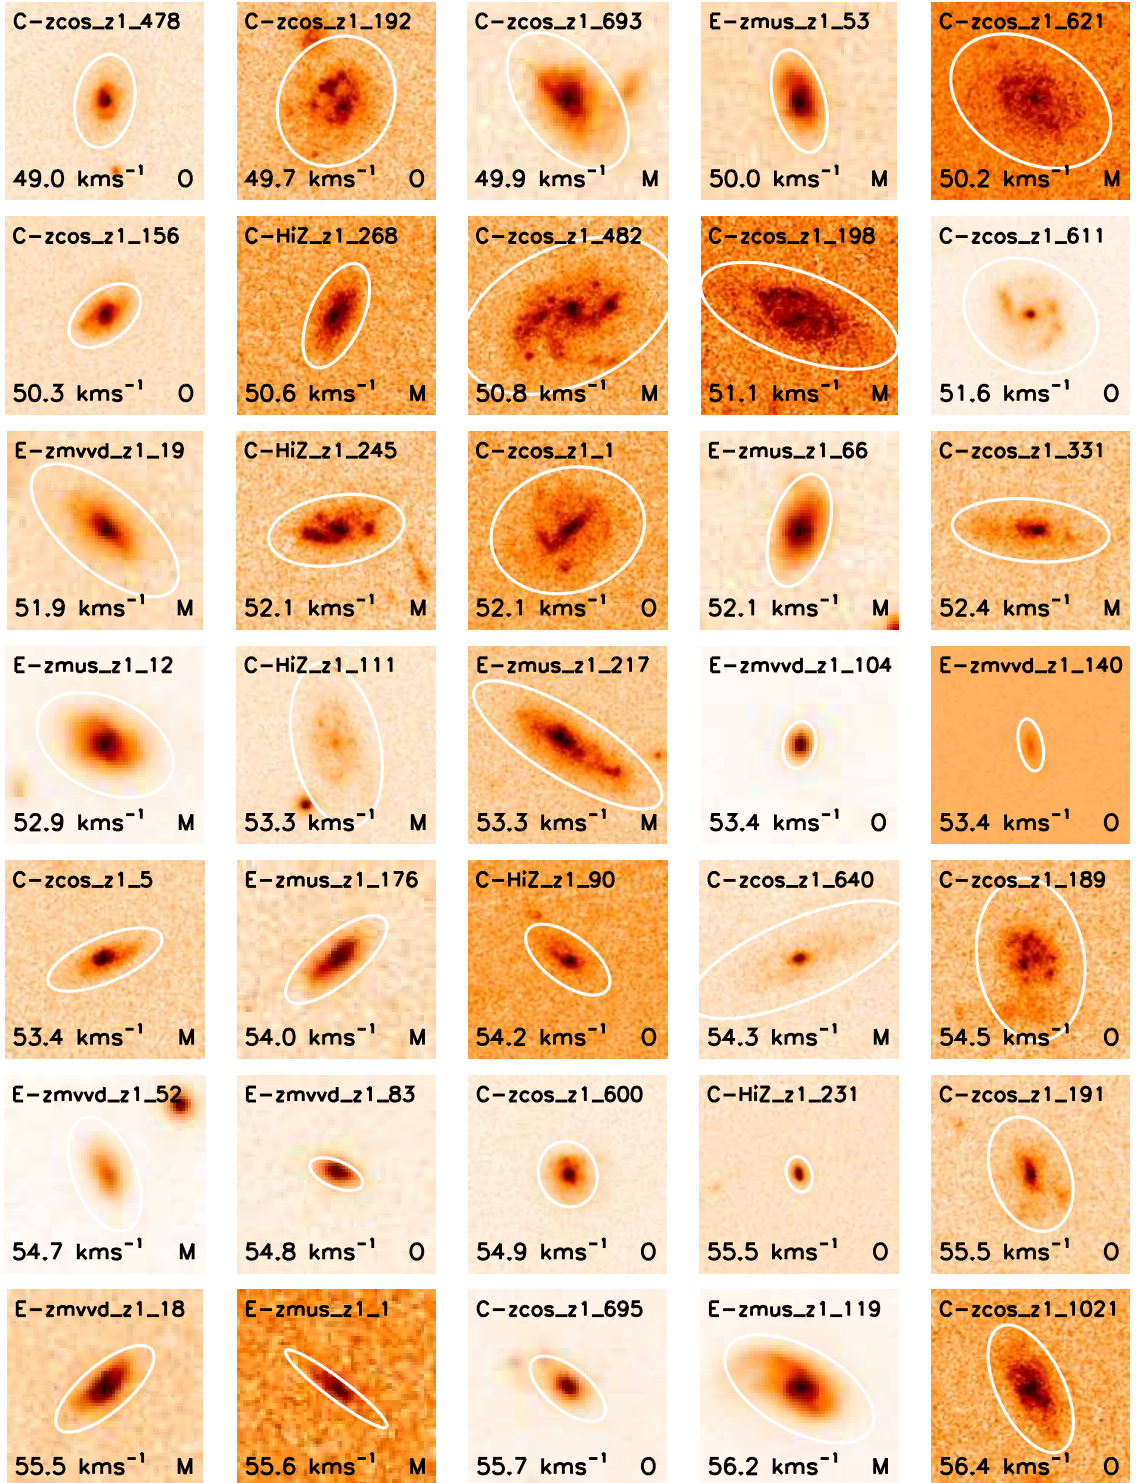 C-zcos_z1_478
49.0 kms⁻¹ O
C-zcos_z1_192
49.7 kms⁻¹ O
C-zcos_z1_693
49.9 kms⁻¹ M
E-zmus_z1_53
50.0 kms⁻¹ M
C-zcos_z1_621
50.2 kms⁻¹ M
C-zcos_z1_156
50.3 kms⁻¹ O
C-HiZ_z1_268
50.6 kms⁻¹ M
C-zcos_z1_482
50.8 kms⁻¹ M
C-zcos_z1_198
51.1 kms⁻¹ M
C-zcos_z1_611
51.6 kms⁻¹ O
E-zmvvd_z1_19
51.9 kms⁻¹ M
C-HiZ_z1_245
52.1 kms⁻¹ M
C-zcos_z1_1
52.1 kms⁻¹ O
E-zmus_z1_66
52.1 kms⁻¹ M
C-zcos_z1_331
52.4 kms⁻¹ M
E-zmus_z1_12
52.9 kms⁻¹ M
C-HiZ_z1_111
53.3 kms⁻¹ M
E-zmus_z1_217
53.3 kms⁻¹ M
E-zmvvd_z1_104
53.4 kms⁻¹ O
E-zmvvd_z1_140
53.4 kms⁻¹ O
C-zcos_z1_5
53.4 kms⁻¹ M
E-zmus_z1_176
54.0 kms⁻¹ M
C-HiZ_z1_90
54.2 kms⁻¹ O
C-zcos_z1_640
54.3 kms⁻¹ M
C-zcos_z1_189
54.5 kms⁻¹ O
E-zmvvd_z1_52
54.7 kms⁻¹ M
E-zmvvd_z1_83
54.8 kms⁻¹ O
C-zcos_z1_600
54.9 kms⁻¹ O
C-HiZ_z1_231
55.5 kms⁻¹ O
C-zcos_z1_191
55.5 kms⁻¹ O
E-zmvvd_z1_18
55.5 kms⁻¹ M
E-zmus_z1_1
55.6 kms⁻¹ M
C-zcos_z1_695
55.7 kms⁻¹ O
E-zmus_z1_119
56.2 kms⁻¹ M
C-zcos_z1_1021
56.4 kms⁻¹ O